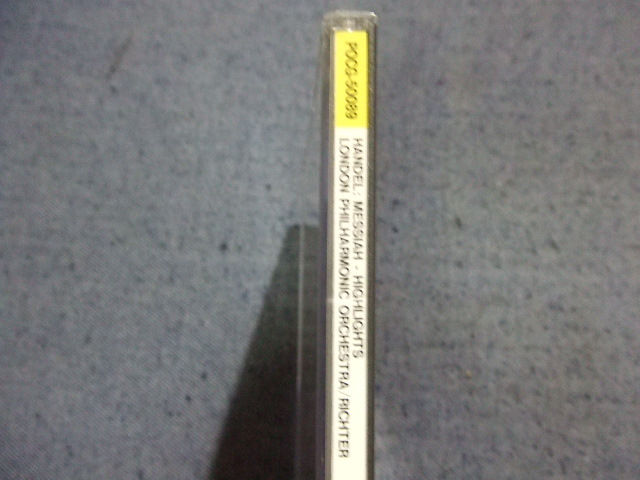 POCG-50089
HANDEL: MESSIAH - HIGHLIGHTS
LONDON PHILHARMONIC ORCHESTRA/RICHTER